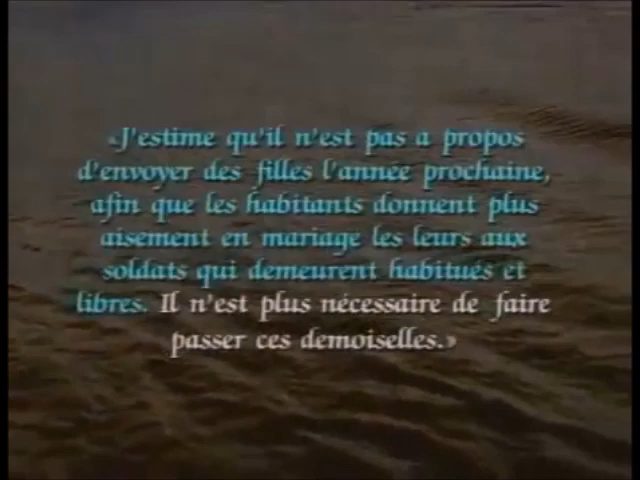 «J'estime qu'il n'est pas a propos
d'envoyer des filles l'année prochaine,
afin que les habitants donnent plus
aisement en mariage les leurs aux
soldats qui demeurent habitués et
libres. Il n'est plus nécessaire de faire
passer ces demoiselles.»